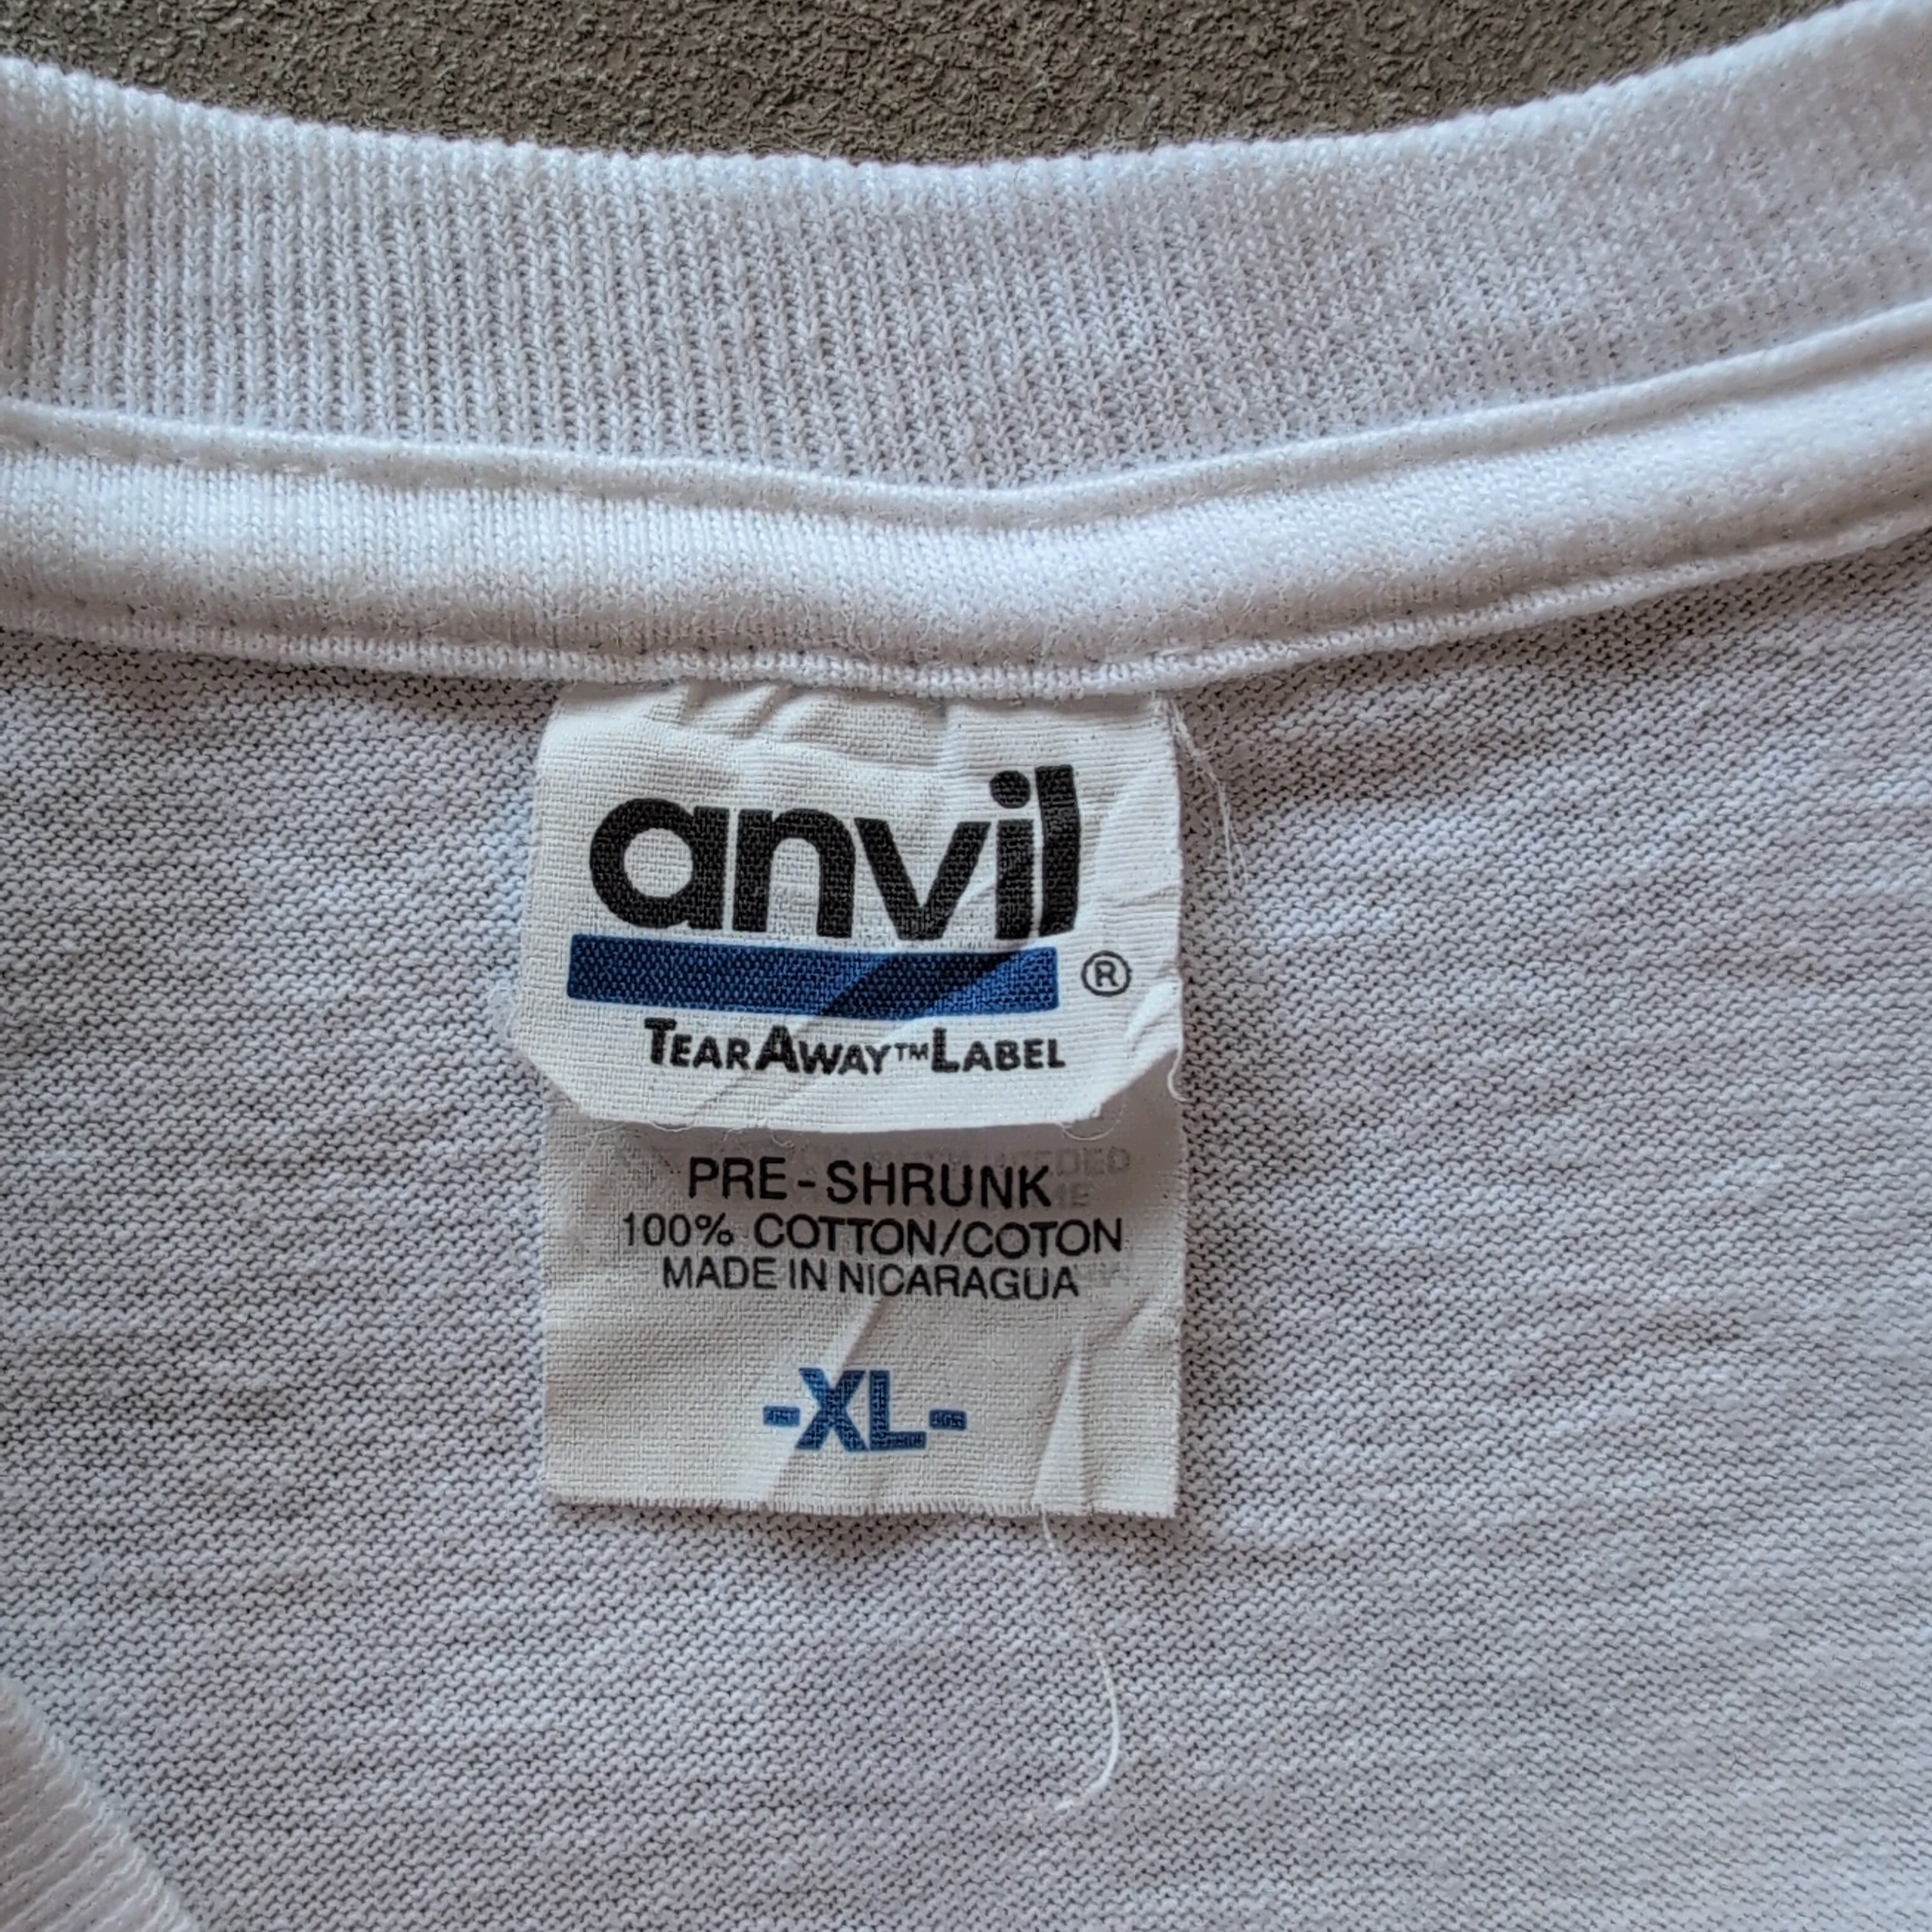 anvil
®
TEARAWAY™LABEL
PRE-SHRUNK
100% COTTON/COTON
MADE IN NICARAGUA
-XL-